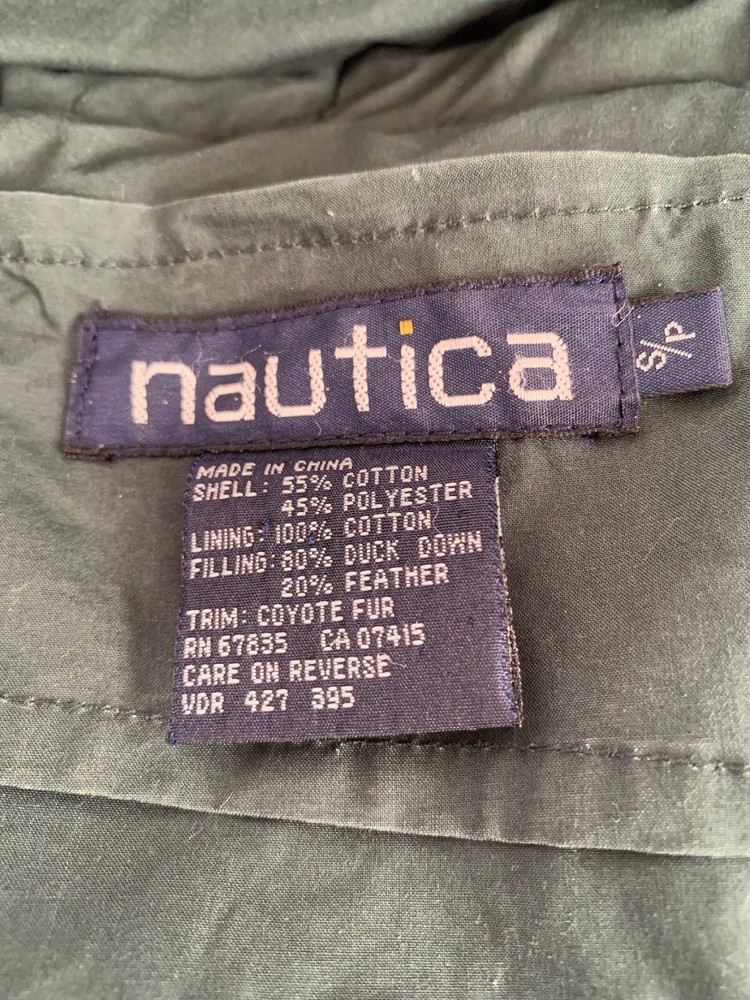 nautica
S/P
MADE IN CHINA
SHELL: 55% COTTON
45% POLYESTER
LINING: 100% COTTON
FILLING: 80% DUCK DOWN
20% FEATHER
TRIM: COYOTE FUR
RN 67835 CA 07415
CARE ON REVERSE
VDR 427 395